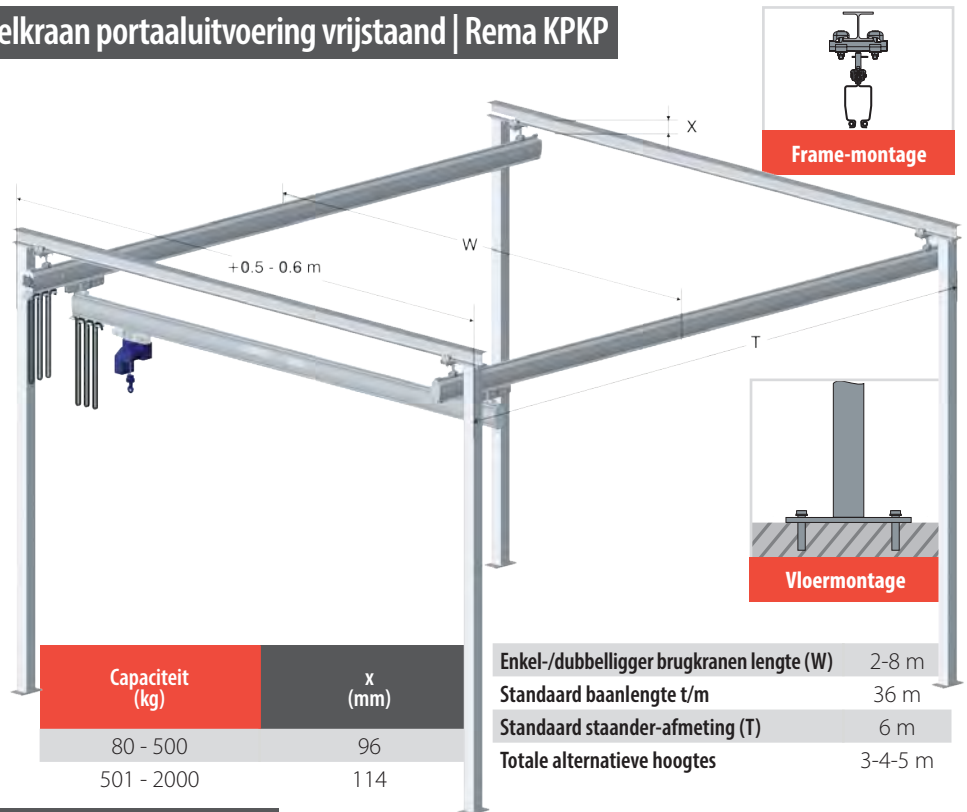 elkraan portaaluitvoering vrijstaand | Rema KPKP
Frame-montage
X
W
+0.5 - 0.6 m
T
Vloermontage
Capaciteit (kg) x (mm)
80 - 500 96
501 - 2000 114
Enkel-/dubbelligger brugkranen lengte (W) 2-8 m
Standaard baanlengte t/m 36 m
Standaard staander-afmeting (T) 6 m
Totale alternatieve hoogtes 3-4-5 m